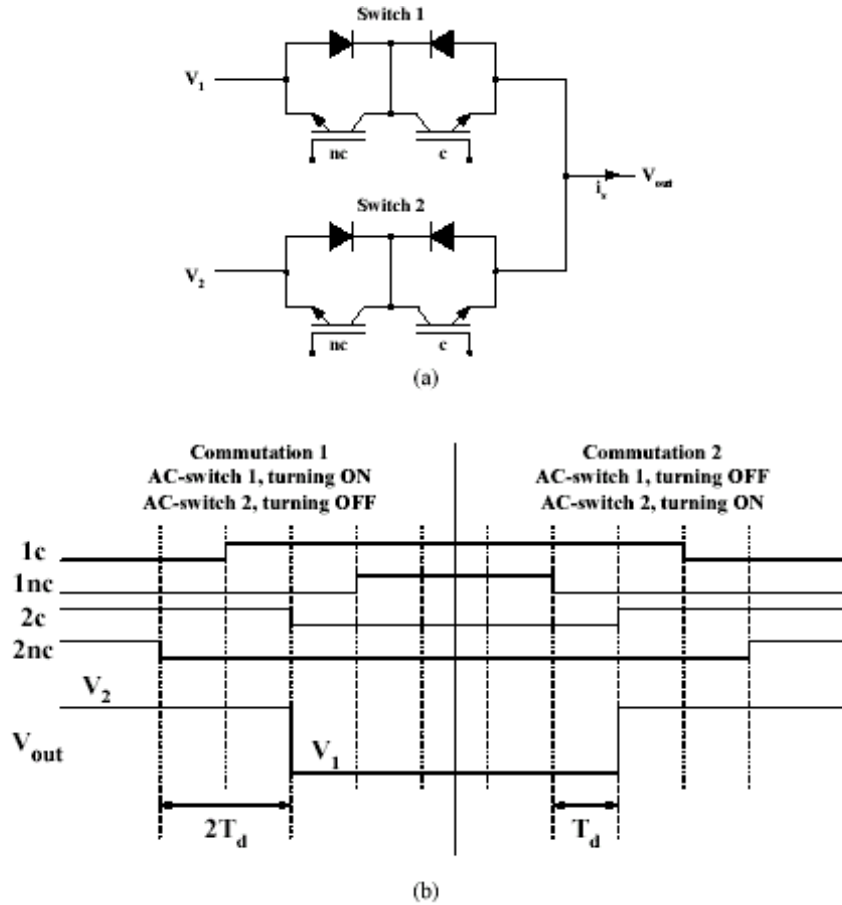 Switch 1
V1
nc
c
Vout
is
Switch 2
V2
nc
c
(a)
Commutation 1
AC-switch 1, turning ON
AC-switch 2, turning OFF
Commutation 2
AC-switch 1, turning OFF
AC-switch 2, turning ON
1c
1nc
2c
2nc
V2
Vout
V1
2Td
Td
(b)